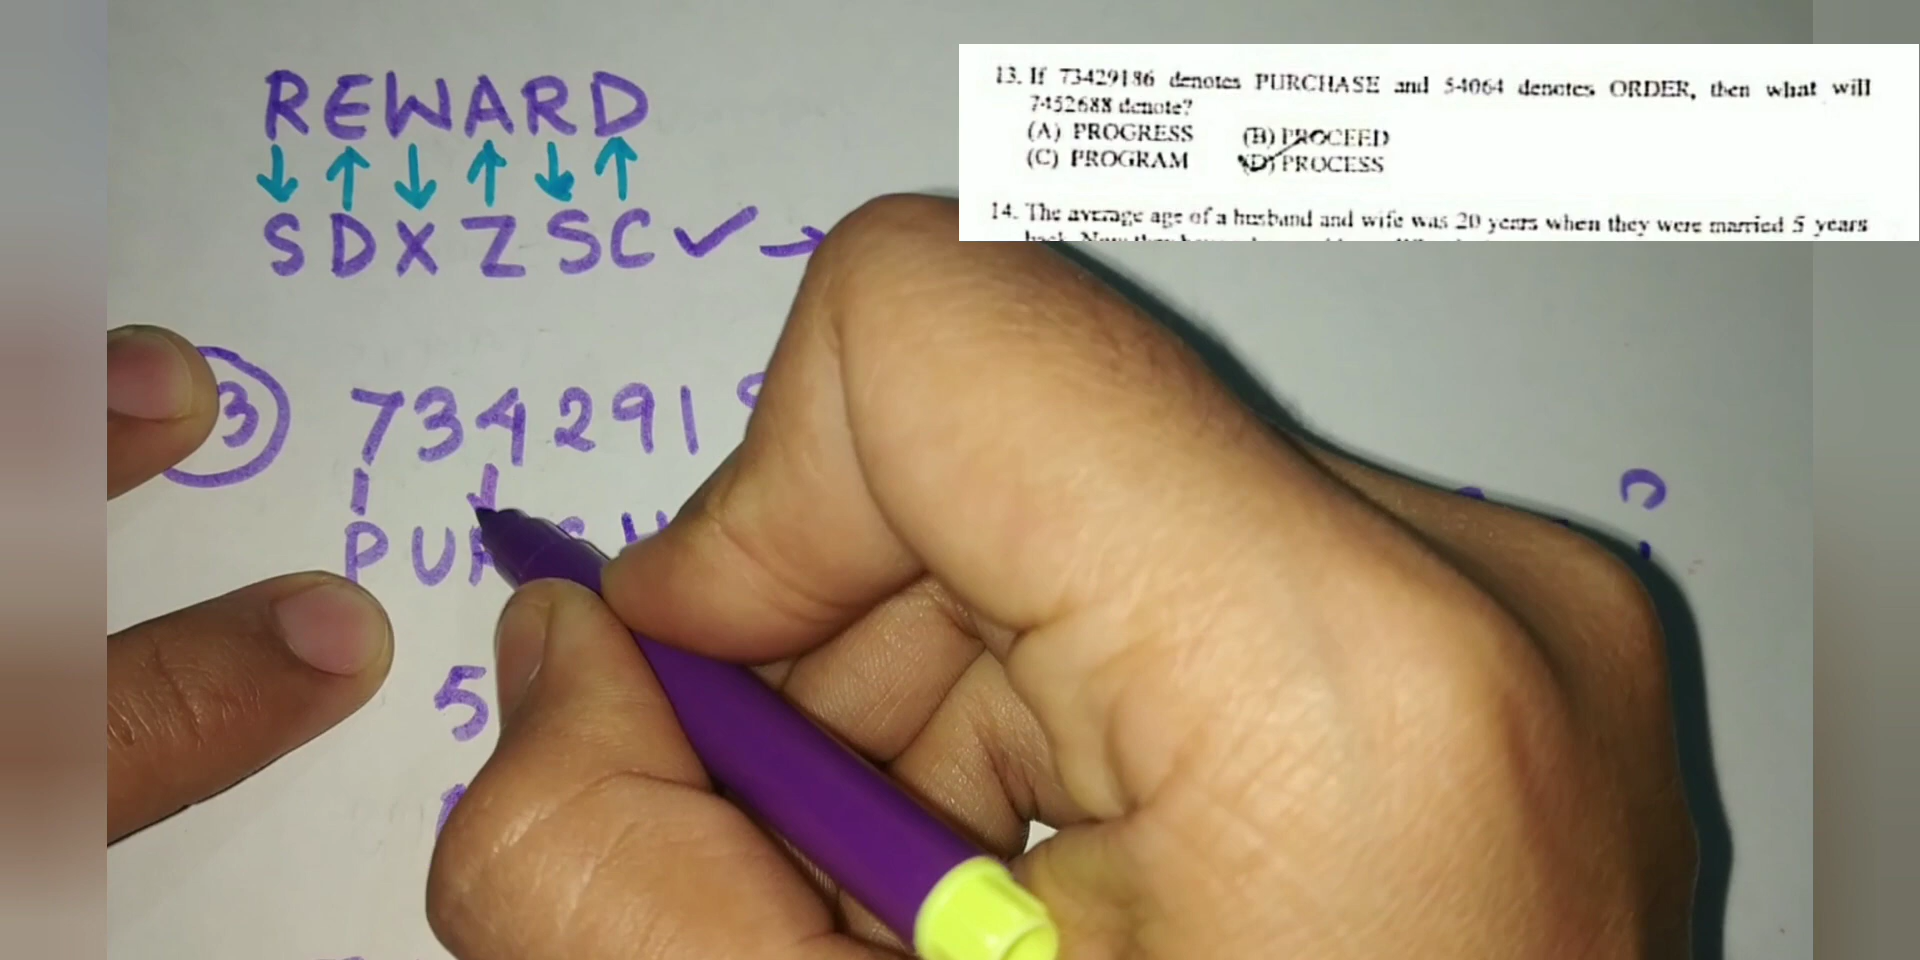 REWARD
SDXZSC
13. If 73429186 denotes PURCHASE and 54064 denotes ORDER, then what will
7452688 denote?
(A) PROGRESS (B) PROCEED
(C) PROGRAM (D) PROCESS
14. The average age of a husband and wife was 20 years when they were married 5 years
3 734291
PU
5